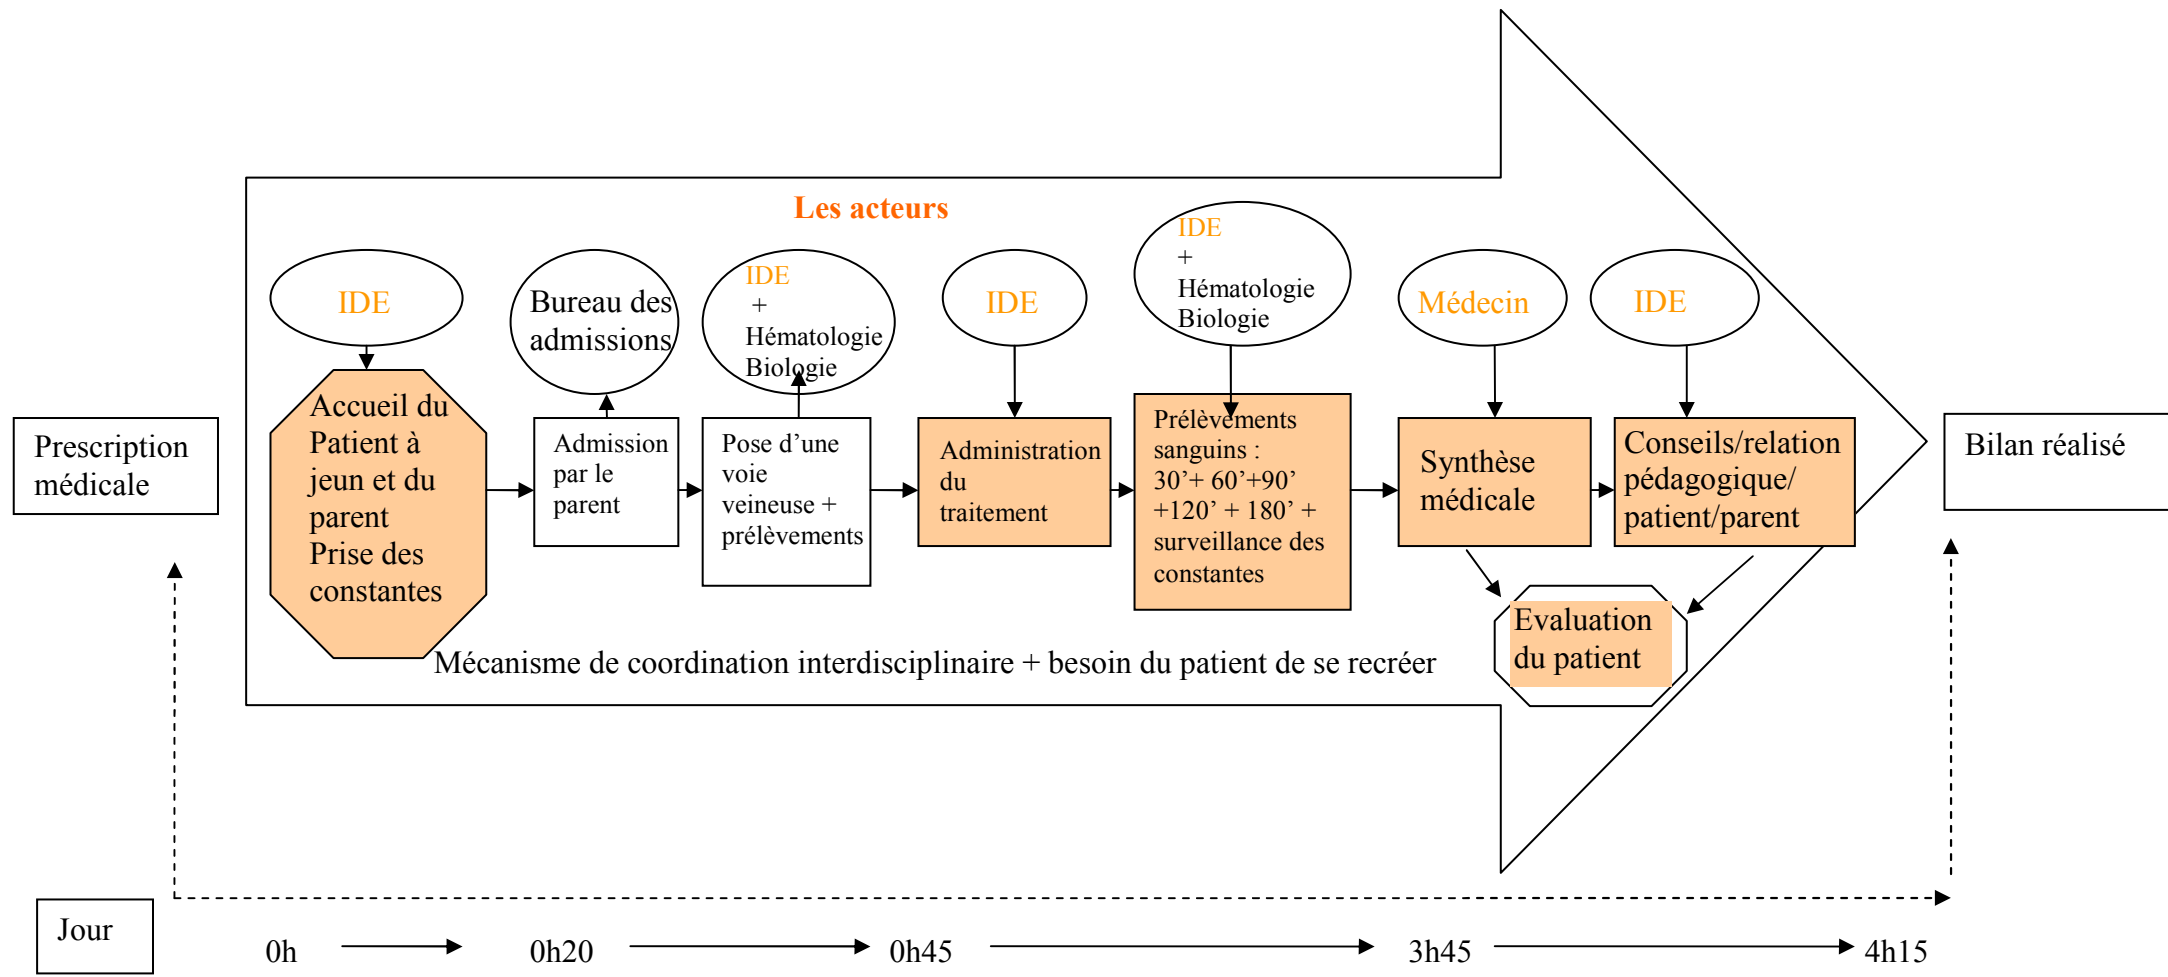 Les acteurs
IDE
Bureau des
admissions
IDE
+
Hématologie
Biologie
IDE
IDE
+
Hématologie
Biologie
Médecin
IDE
Prescription
médicale
Accueil du
Patient à
jeun et du
parent
Prise des
constantes
Admission
par le
parent
Pose d’une
voie
veineuse +
prélèvements
Administration
du
traitement
Prélèvements
sanguins :
30’+ 60’+90’
+120’ + 180’ +
surveillance des
constantes
Synthèse
médicale
Conseils/relation
pédagogique/
patient/parent
Bilan réalisé
Evaluation
du patient
Mécanisme de coordination interdisciplinaire + besoin du patient de se recréer
Jour
0h
0h20
0h45
3h45
4h15